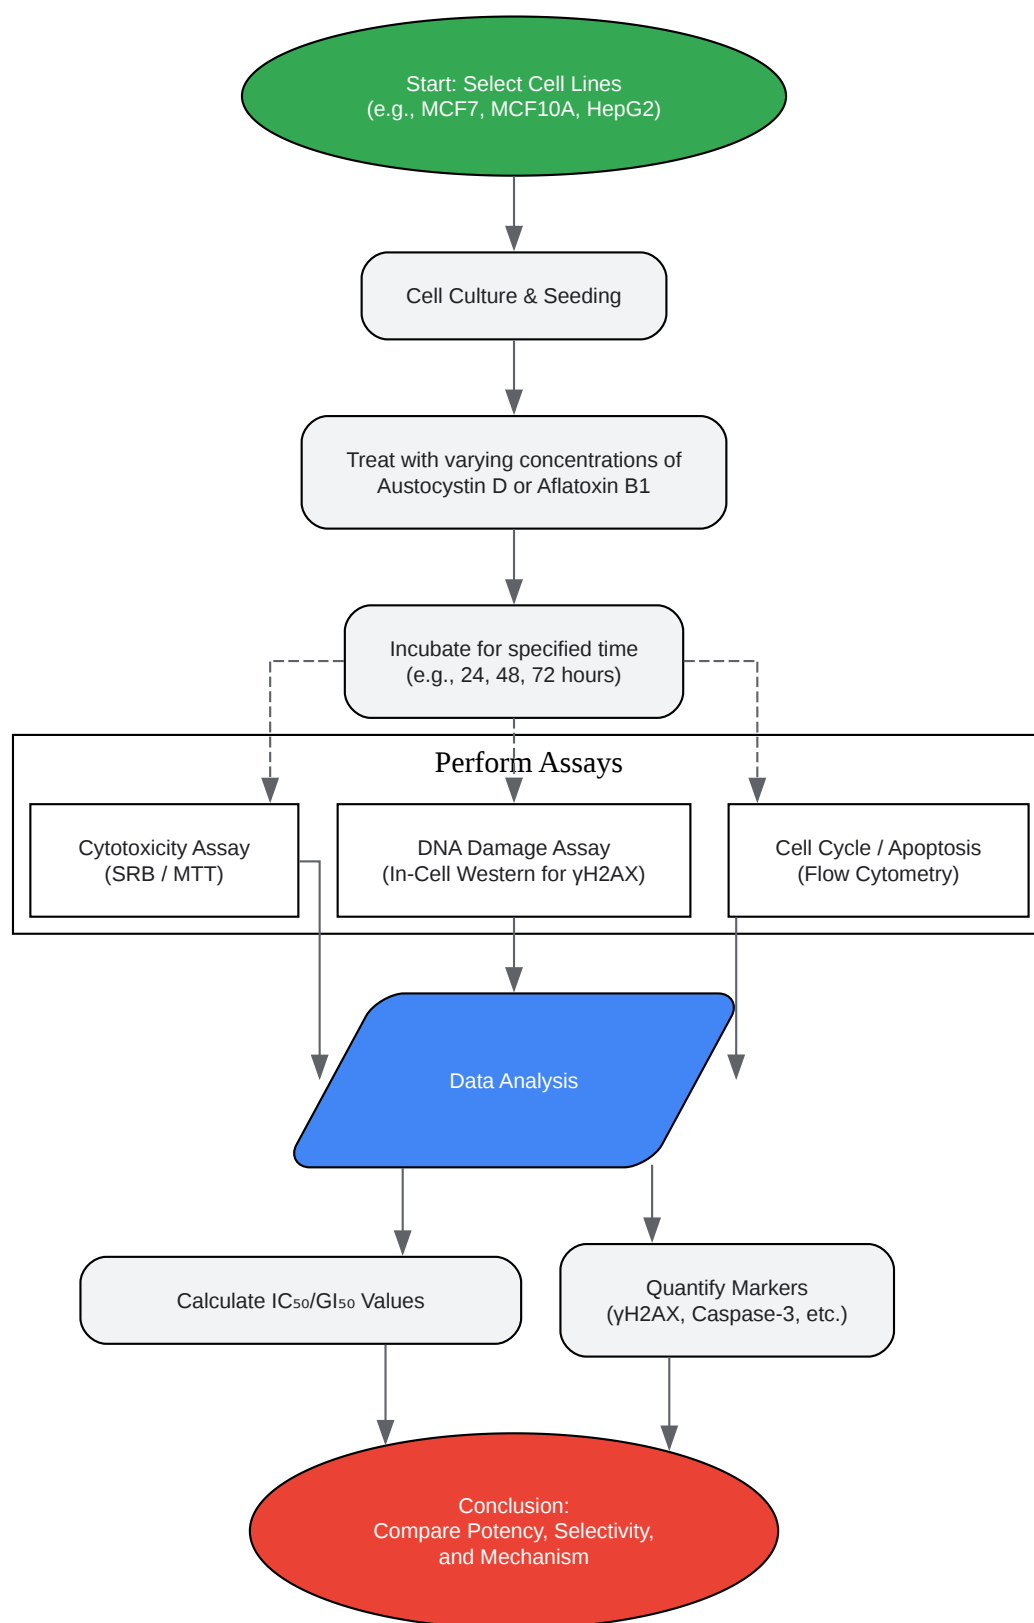 Start: Select Cell Lines
(e.g., MCF7, MCF10A, HepG2)
Cell Culture & Seeding
Treat with varying concentrations of
Austocystin D or Aflatoxin B1
Incubate for specified time
(e.g., 24, 48, 72 hours)
Perform Assays
Cytotoxicity Assay
(SRB / MTT)
DNA Damage Assay
(In-Cell Western for γH2AX)
Cell Cycle / Apoptosis
(Flow Cytometry)
Data Analysis
Calculate IC₅₀/GI₅₀ Values
Quantify Markers
(γH2AX, Caspase-3, etc.)
Conclusion:
Compare Potency, Selectivity,
and Mechanism